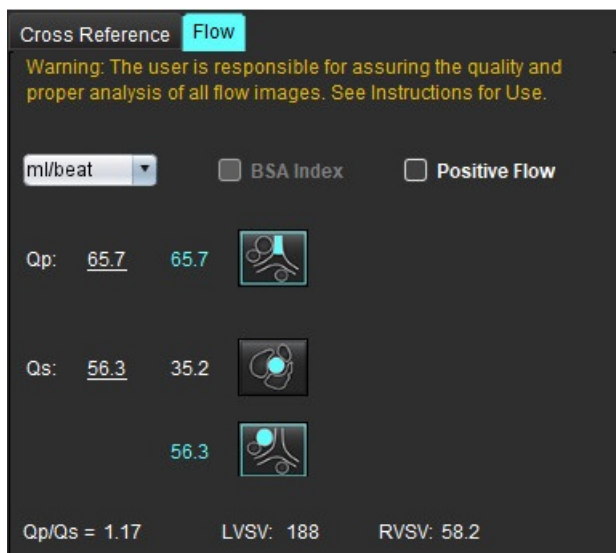 Cross Reference Flow
Warning: The user is responsible for assuring the quality and
proper analysis of all flow images. See Instructions for Use.
ml/beat BSA Index Positive Flow
Qp: 65.7 65.7
Qs: 56.3 35.2
56.3
Qp/Qs = 1.17 LVSV: 188 RVSV: 58.2